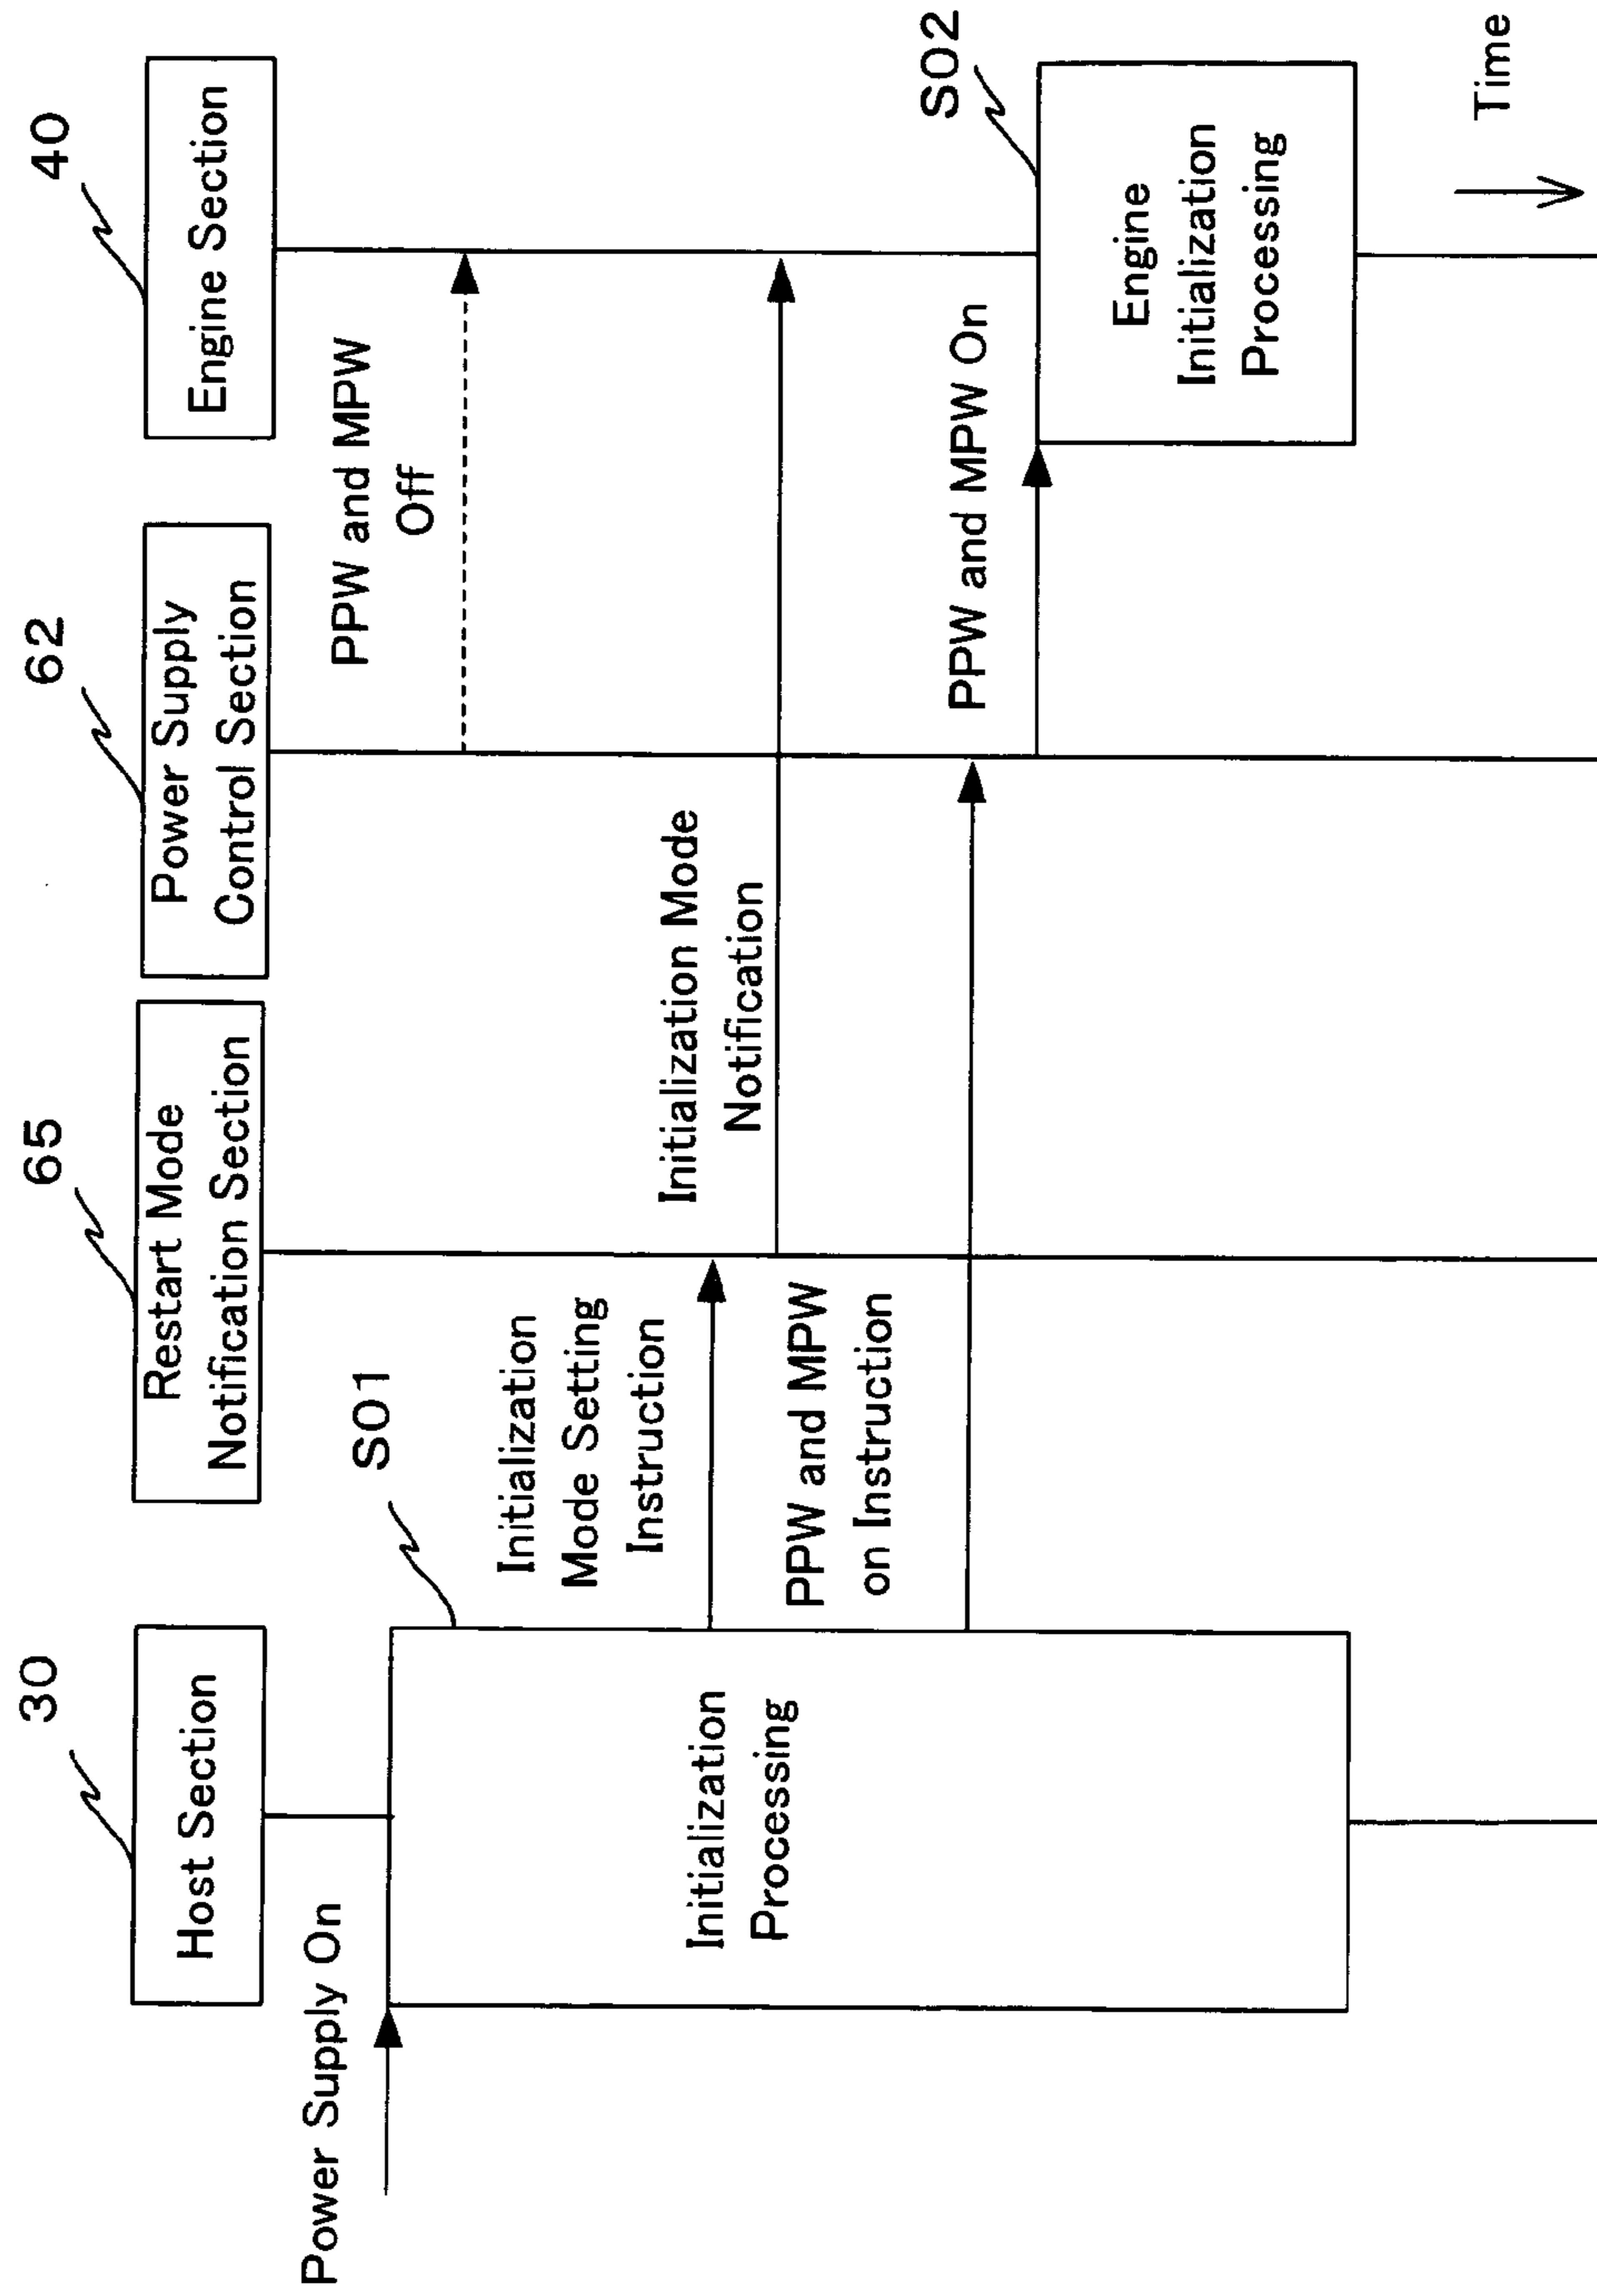 30
65
62
40
Host Section
Restart Mode
Notification Section
Power Supply
Control Section
Engine Section
Power Supply On
PPW and MPW
Off
S01
Initialization
Mode Setting
Instruction
Initialization Mode
Notification
Initialization
Processing
PPW and MPW
on Instruction
PPW and MPW On
S02
Engine
Initialization
Processing
Time